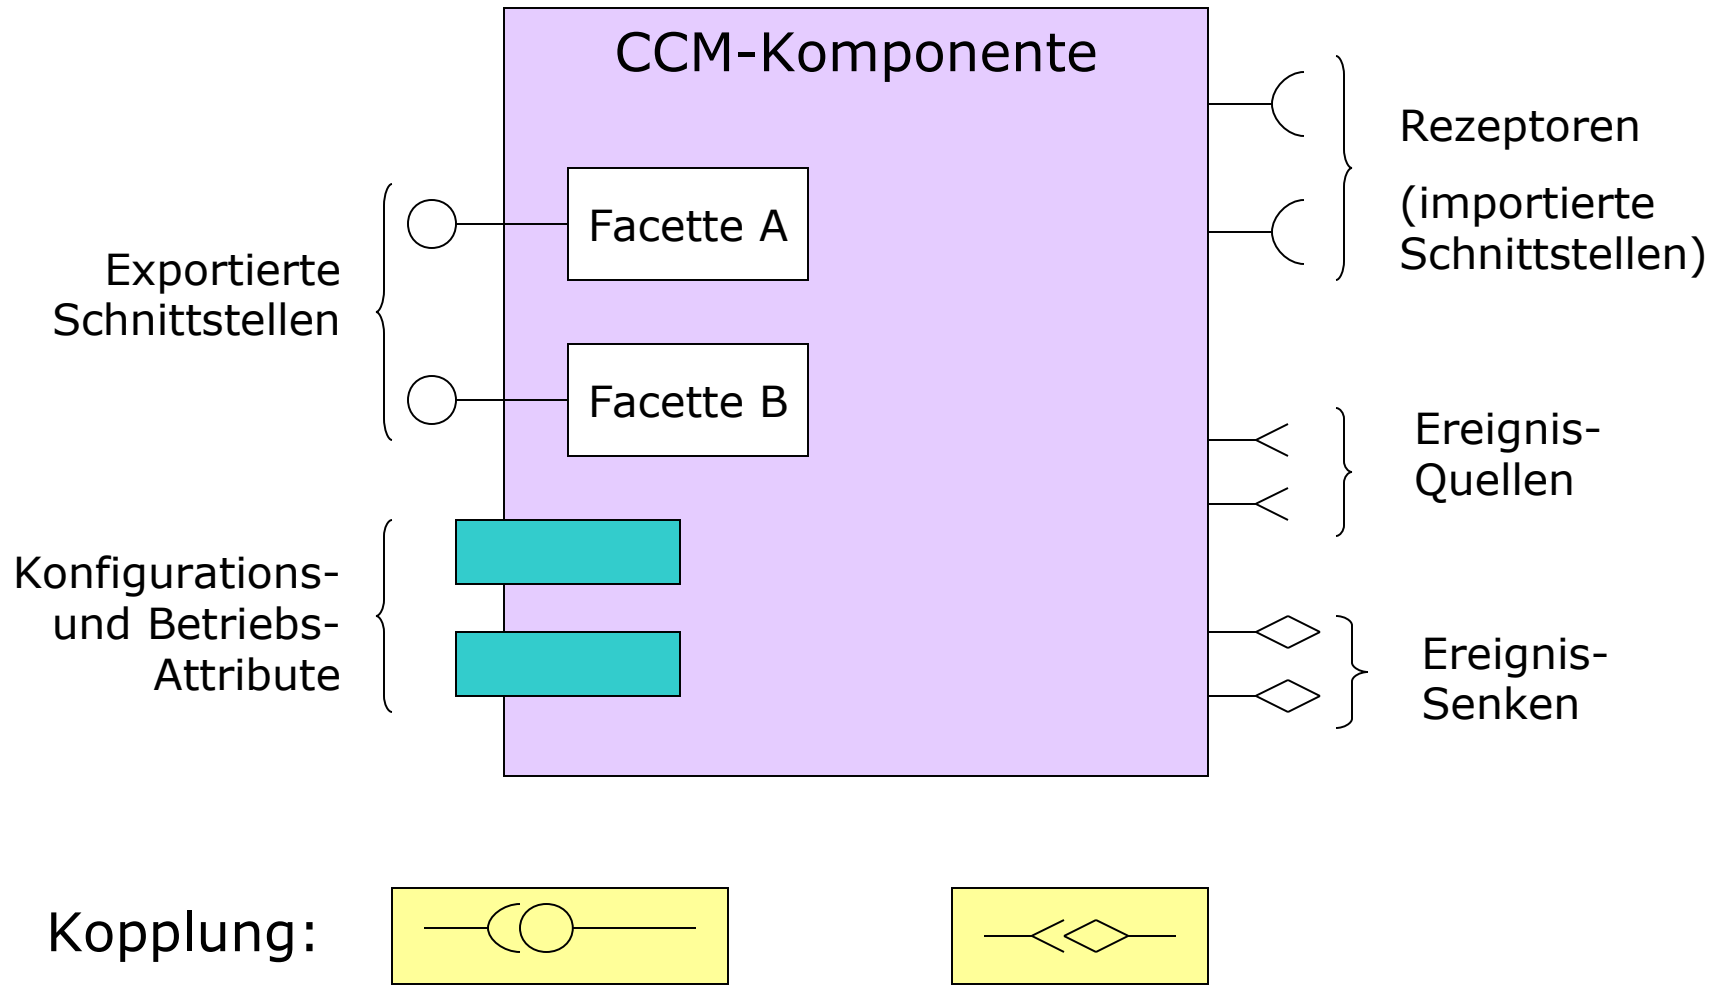 CCM-Komponente
Exportierte
Schnittstellen
Facette A
Facette B
Konfigurations-
und Betriebs-
Attribute
Rezeptoren
(importierte
Schnittstellen)
Ereignis-
Quellen
Ereignis-
Senken
Kopplung: